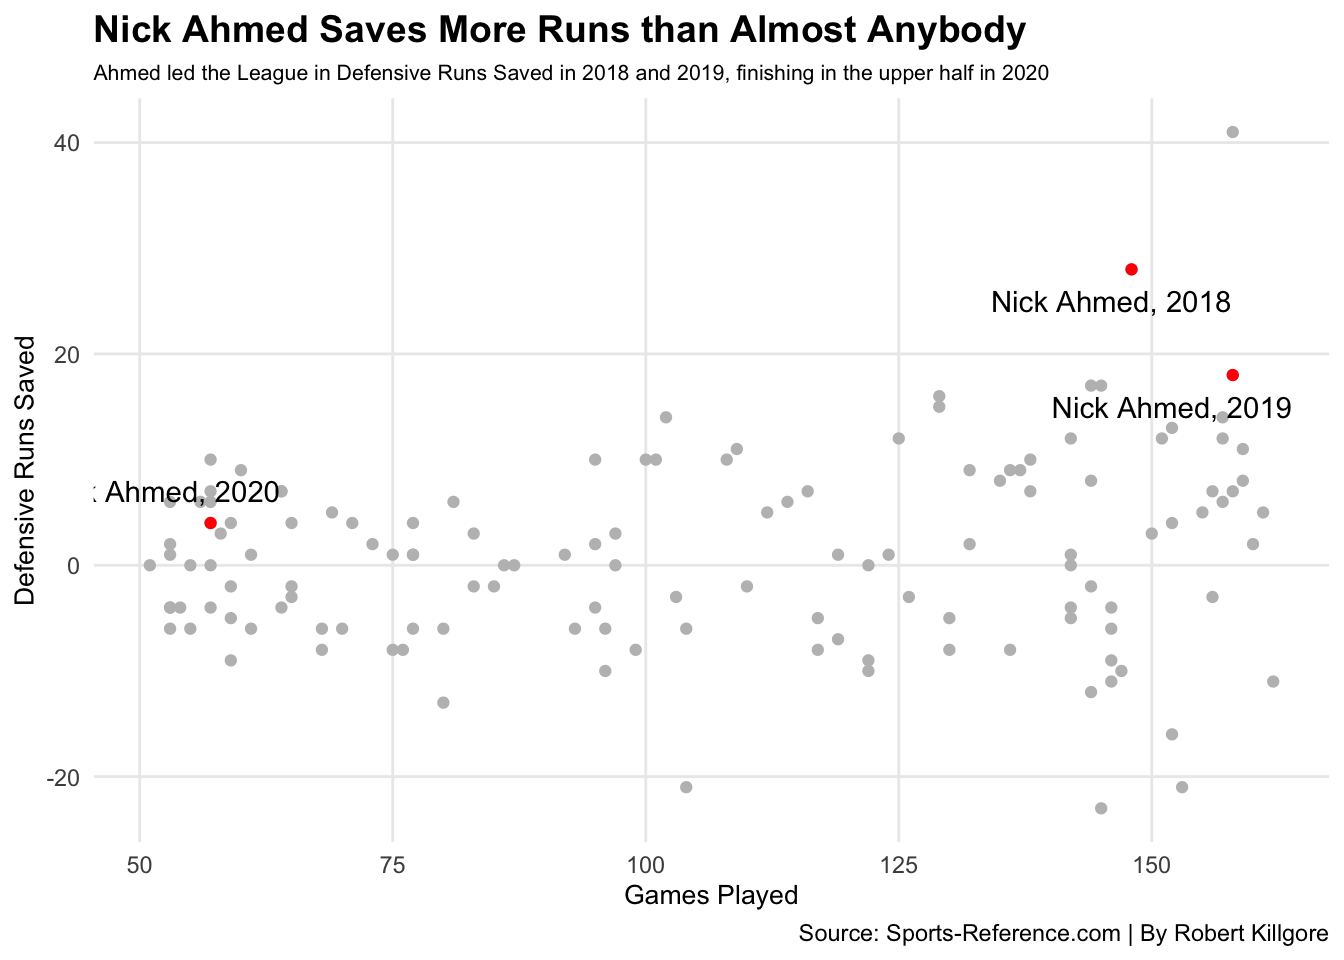 Nick Ahmed Saves More Runs than Almost Anybody
Ahmed led the League in Defensive Runs Saved in 2018 and 2019, finishing in the upper half in 2020
Defensive Runs Saved
40
20
0
-20
Nick Ahmed, 2018
Nick Ahmed, 2019
Ahmed, 2020
50 75 100 125 150
Games Played
Source: Sports-Reference.com | By Robert Killgore